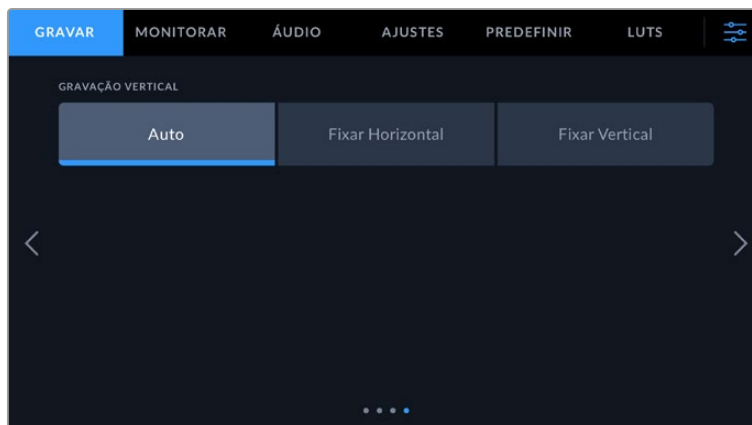 GRAVAR MONITORAR ÁUDIO AJUSTES PREDEFINIR LUTS
GRAVAÇÃO VERTICAL
Auto Fixar Horizontal Fixar Vertical